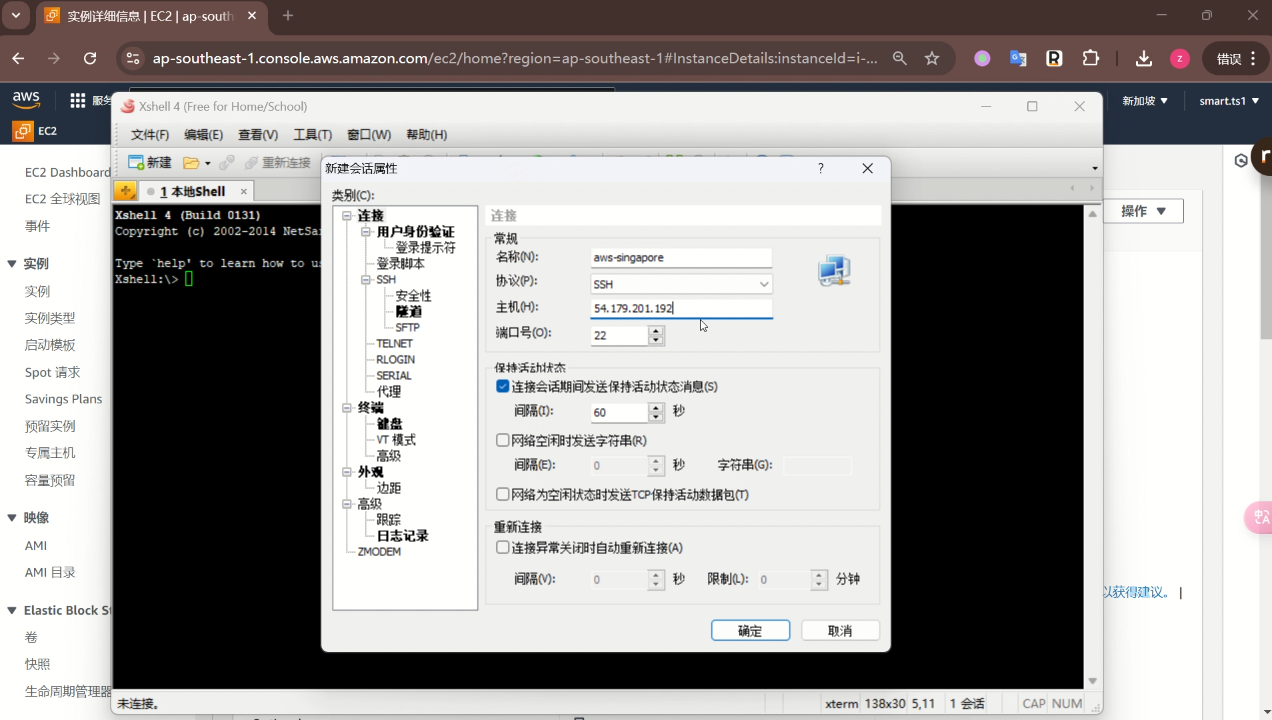 实例详细信息 | EC2 | ap-south
ap-southeast-1.console.aws.amazon.com/ec2/home?region=ap-southeast-1#InstanceDetails:instanceId=i-...
z
错误
aws
服务
新加坡
smart.ts1
EC2
EC2 Dashboard
EC2 全球视图
事件
实例
实例
实例类型
启动模板
Spot 请求
Savings Plans
预留实例
专属主机
容量预留
映像
AMI
AMI 目录
Elastic Block St
卷
快照
生命周期管理器
操作
以获得建议。
Xshell 4 (Free for Home/School)
文件(F) 编辑(E) 查看(V) 工具(T) 窗口(W) 帮助(H)
新建
重新连接
1 本地Shell
Xshell 4 (Build 0131)
Copyright (c) 2002-2014 NetSa
Type `help' to learn how to u
Xshell:\>
新建会话属性
类别(C):
连接
用户身份验证
登录提示符
登录脚本
SSH
安全性
隧道
SFTP
TELNET
RLOGIN
SERIAL
代理
终端
键盘
VT 模式
高级
外观
边距
高级
跟踪
日志记录
ZMODEM
连接
常规
名称(N): aws-singapore
协议(P): SSH
主机(H): 54.179.201.192
端口号(O): 22
保持活动状态
连接会话期间发送保持活动状态消息(S)
间隔(I): 60 秒
网络空闲时发送字符串(R)
间隔(E): 0 秒 字符串(G):
网络为空闲状态时发送TCP保持活动数据包(T)
重新连接
连接异常关闭时自动重新连接(A)
间隔(V): 0 秒 限制(L): 0 分钟
确定 取消
未连接。
xterm 138x30 5,11 1 会话 CAP NUM